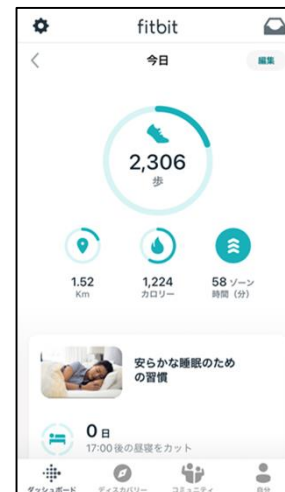 fitbit
今日
編集
2,306
歩
1.52
Km
1,224
カロリー
58 ゾーン
時間（分）
安らかな睡眠のため
の習慣
0 日
17:00後の昼寝をカット
ダッシュボード
ディスカバリー
コミュニティ
自分